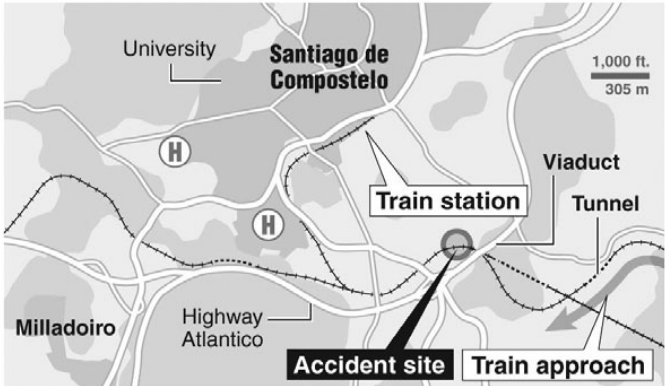 University
Santiago de
Compostelo
1,000 ft.
305 m
H
Viaduct
Train station
Tunnel
H
Highway
Atlantico
Milladoiro
Accident site
Train approach